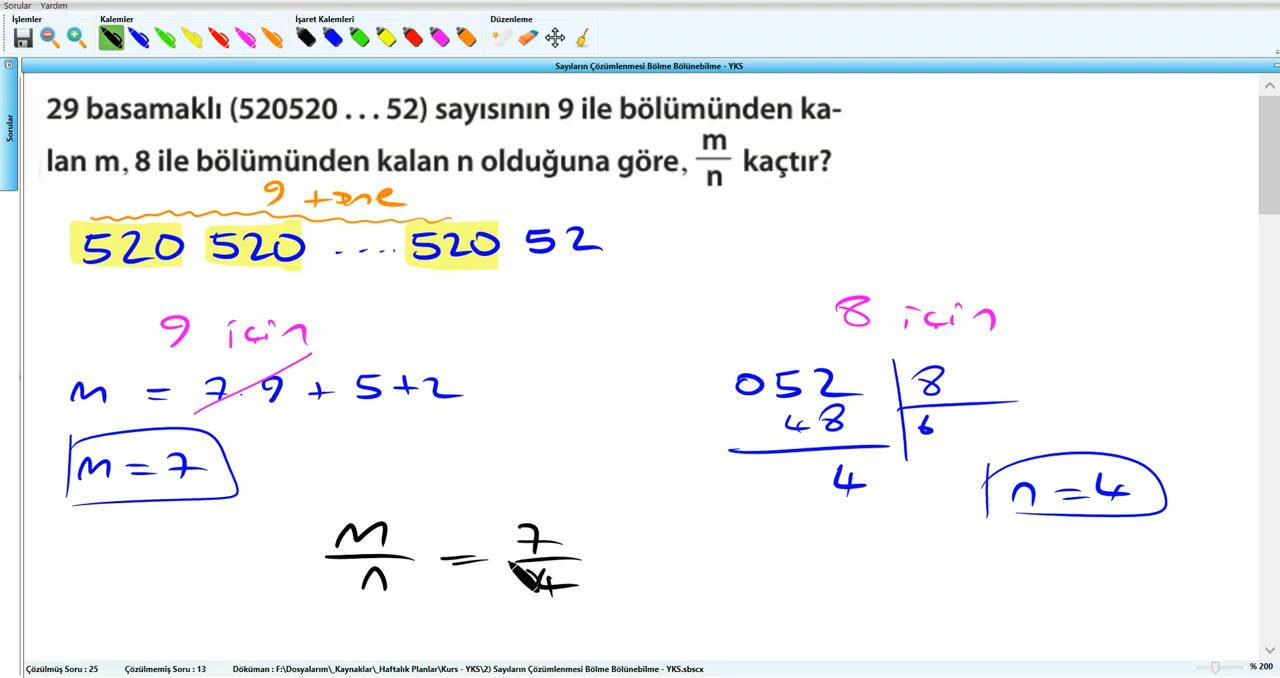 Sorular Yardım
İşlemler Kalemler İşaret Kalemleri Düzenleme
Sayıların Çözümlenmesi Bölme Bölünebilme - YKS
Sorular
29 basamaklı (520520 . . . 52) sayısının 9 ile bölümünden ka-
lan m, 8 ile bölümünden kalan n olduğuna göre, m/n kaçtır?
9 tane
520 520 ..... 520 52
9 için
m = 7.9 + 5+2
m = 7
8 için
052 8
48 6
4
n = 4
m/n = 7/4
Çözülmüş Soru : 25 Çözülmemiş Soru : 13 Döküman : F:\Dosyalarım\_Kaynaklar\_Haftalık Planlar\Kurs - YKS\2) Sayıların Çözümlenmesi Bölme Bölünebilme - YKS.sbscx % 200